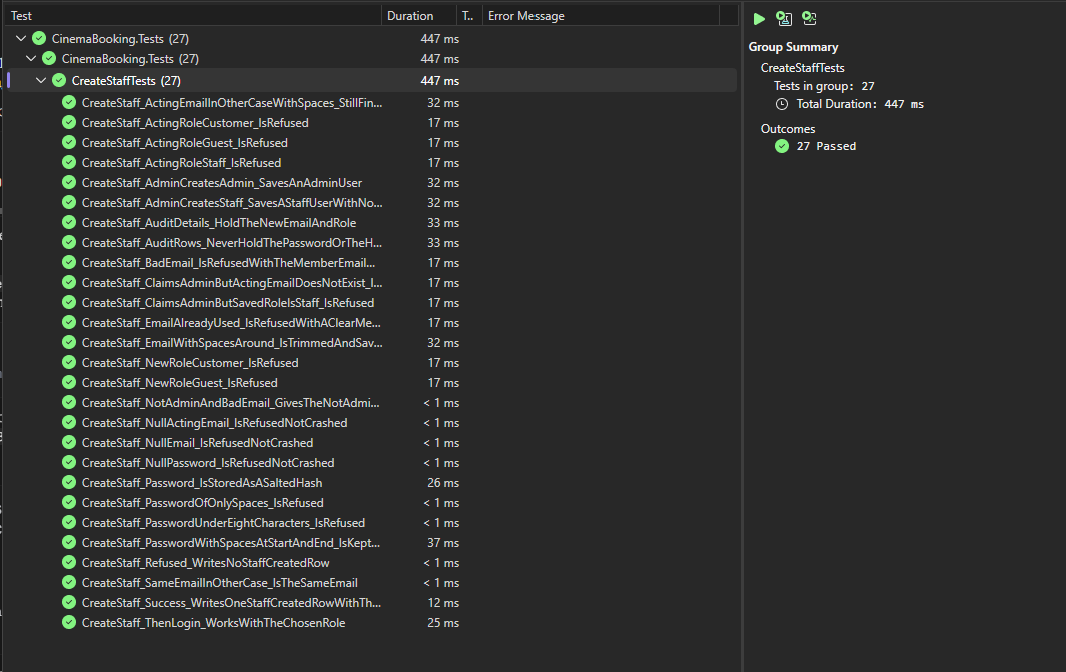 Test Duration T.. Error Message
CinemaBooking.Tests (27) 447 ms
CinemaBooking.Tests (27) 447 ms
CreateStaffTests (27) 447 ms
CreateStaff_ActingEmailInOtherCaseWithSpaces_StillFin... 32 ms
CreateStaff_ActingRoleCustomer_IsRefused 17 ms
CreateStaff_ActingRoleGuest_IsRefused 17 ms
CreateStaff_ActingRoleStaff_IsRefused 17 ms
CreateStaff_AdminCreatesAdmin_SavesAnAdminUser 32 ms
CreateStaff_AdminCreatesStaff_SavesAStaffUserWithNo... 32 ms
CreateStaff_AuditDetails_HoldTheNewEmailAndRole 33 ms
CreateStaff_AuditRows_NeverHoldThePasswordOrTheH... 33 ms
CreateStaff_BadEmail_IsRefusedWithTheMemberEmail... 17 ms
CreateStaff_ClaimsAdminButActingEmailDoesNotExist_I... 17 ms
CreateStaff_ClaimsAdminButSavedRoleIsStaff_IsRefused 17 ms
CreateStaff_EmailAlreadyUsed_IsRefusedWithAClearMe... 17 ms
CreateStaff_EmailWithSpacesAround_IsTrimmedAndSav... 32 ms
CreateStaff_NewRoleCustomer_IsRefused 17 ms
CreateStaff_NewRoleGuest_IsRefused 17 ms
CreateStaff_NotAdminAndBadEmail_GivesTheNotAdmi... < 1 ms
CreateStaff_NullActingEmail_IsRefusedNotCrashed < 1 ms
CreateStaff_NullEmail_IsRefusedNotCrashed < 1 ms
CreateStaff_NullPassword_IsRefusedNotCrashed < 1 ms
CreateStaff_Password_IsStoredAsASaltedHash 26 ms
CreateStaff_PasswordOfOnlySpaces_IsRefused < 1 ms
CreateStaff_PasswordUnderEightCharacters_IsRefused < 1 ms
CreateStaff_PasswordWithSpacesAtStartAndEnd_IsKept... 37 ms
CreateStaff_Refused_WritesNoStaffCreatedRow < 1 ms
CreateStaff_SameEmailInOtherCase_IsTheSameEmail < 1 ms
CreateStaff_Success_WritesOneStaffCreatedRowWithTh... 12 ms
CreateStaff_ThenLogin_WorksWithTheChosenRole 25 ms
Group Summary
CreateStaffTests
Tests in group: 27
Total Duration: 447 ms
Outcomes
27 Passed